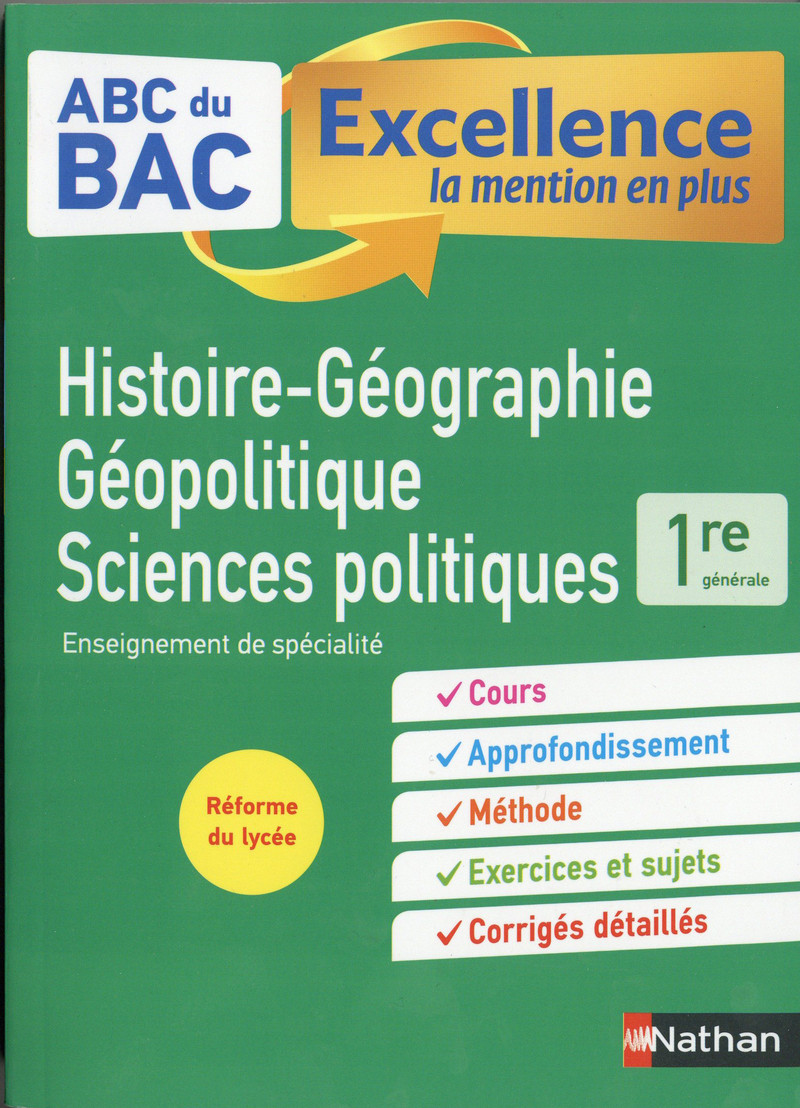 ABC du
BAC
Excellence
la mention en plus
Histoire-Géographie
Géopolitique
Sciences politiques
1re
générale
Enseignement de spécialité
✓ Cours
✓ Approfondissement
✓ Méthode
✓ Exercices et sujets
✓ Corrigés détaillés
Réforme
du lycée
Nathan